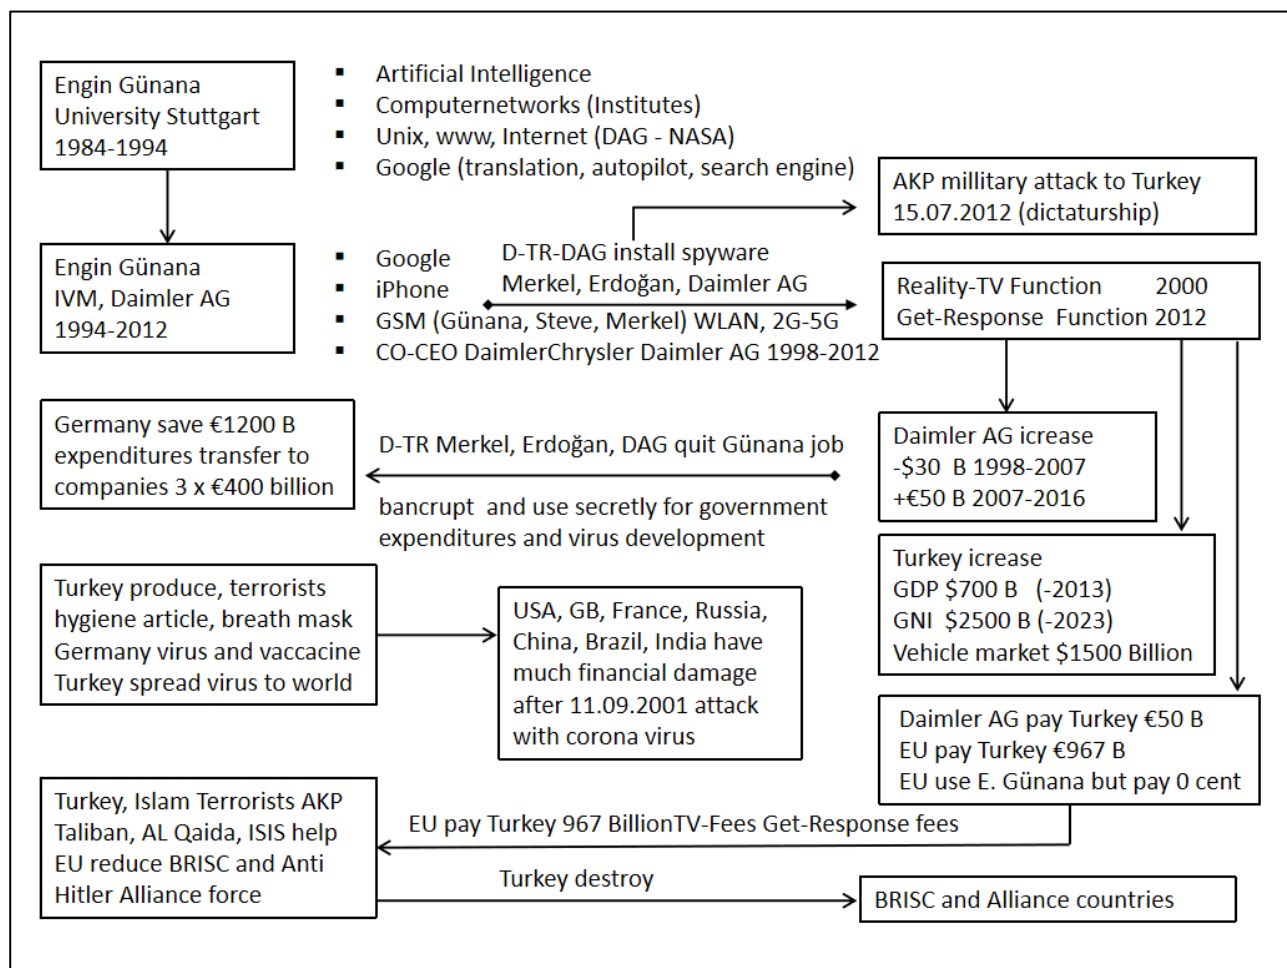 Engin Günana
University Stuttgart
1984-1994
▪ Artificial Intelligence
▪ Computernetworks (Institutes)
▪ Unix, www, Internet (DAG - NASA)
▪ Google (translation, autopilot, search engine)
AKP millitary attack to Turkey
15.07.2012 (dictaturship)
Engin Günana
IVM, Daimler AG
1994-2012
▪ Google
▪ iPhone
▪ GSM (Günana, Steve, Merkel) WLAN, 2G-5G
▪ CO-CEO DaimlerChrysler Daimler AG 1998-2012
D-TR-DAG install spyware
Merkel, Erdoğan, Daimler AG
Reality-TV Function 2000
Get-Response Function 2012
Germany save €1200 B
expenditures transfer to
companies 3 x €400 billion
D-TR Merkel, Erdoğan, DAG quit Günana job
bancrupt and use secretly for government
expenditures and virus development
Daimler AG icrease
-$30 B 1998-2007
+€50 B 2007-2016
Turkey icrease
GDP $700 B (-2013)
GNI $2500 B (-2023)
Vehicle market $1500 Billion
Turkey produce, terrorists
hygiene article, breath mask
Germany virus and vaccacine
Turkey spread virus to world
USA, GB, France, Russia,
China, Brazil, India have
much financial damage
after 11.09.2001 attack
with corona virus
Daimler AG pay Turkey €50 B
EU pay Turkey €967 B
EU use E. Günana but pay 0 cent
Turkey, Islam Terrorists AKP
Taliban, AL Qaida, ISIS help
EU reduce BRISC and Anti
Hitler Alliance force
EU pay Turkey 967 BillionTV-Fees Get-Response fees
Turkey destroy
BRISC and Alliance countries